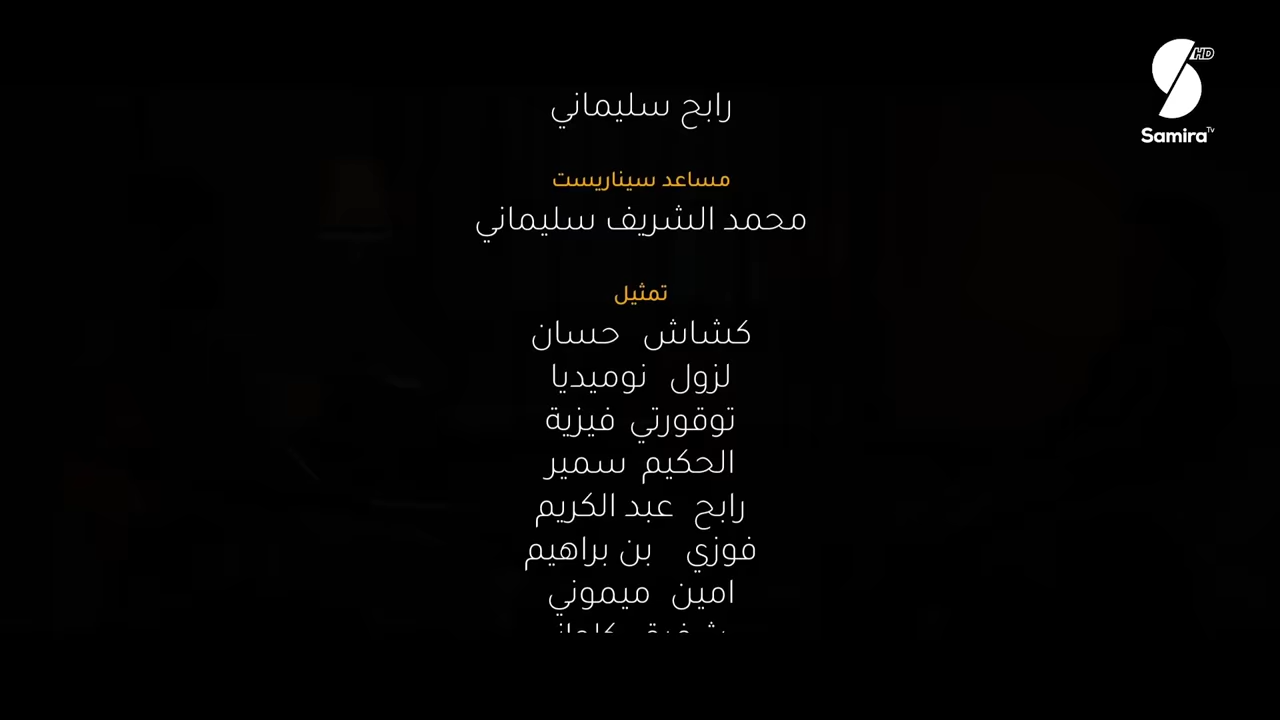 HD
Samira Tv
رابح سليماني
مساعد سيناريست
محمد الشريف سليماني
تمثيل
كشاش حسان
لزول نوميديا
توقورتي فيزية
الحكيم سمير
رابح عبد الكريم
فوزي بن براهيم
امين ميموني